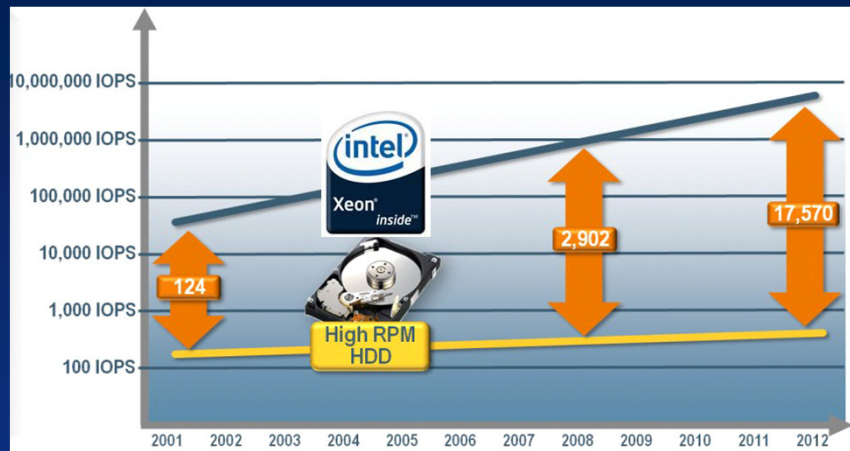 10,000,000 IOPS
1,000,000 IOPS
100,000 IOPS
10,000 IOPS
1,000 IOPS
100 IOPS
intel®
Xeon®
inside™
High RPM
HDD
124
2,902
17,570
2001 2002 2003 2004 2005 2006 2007 2008 2009 2010 2011 2012